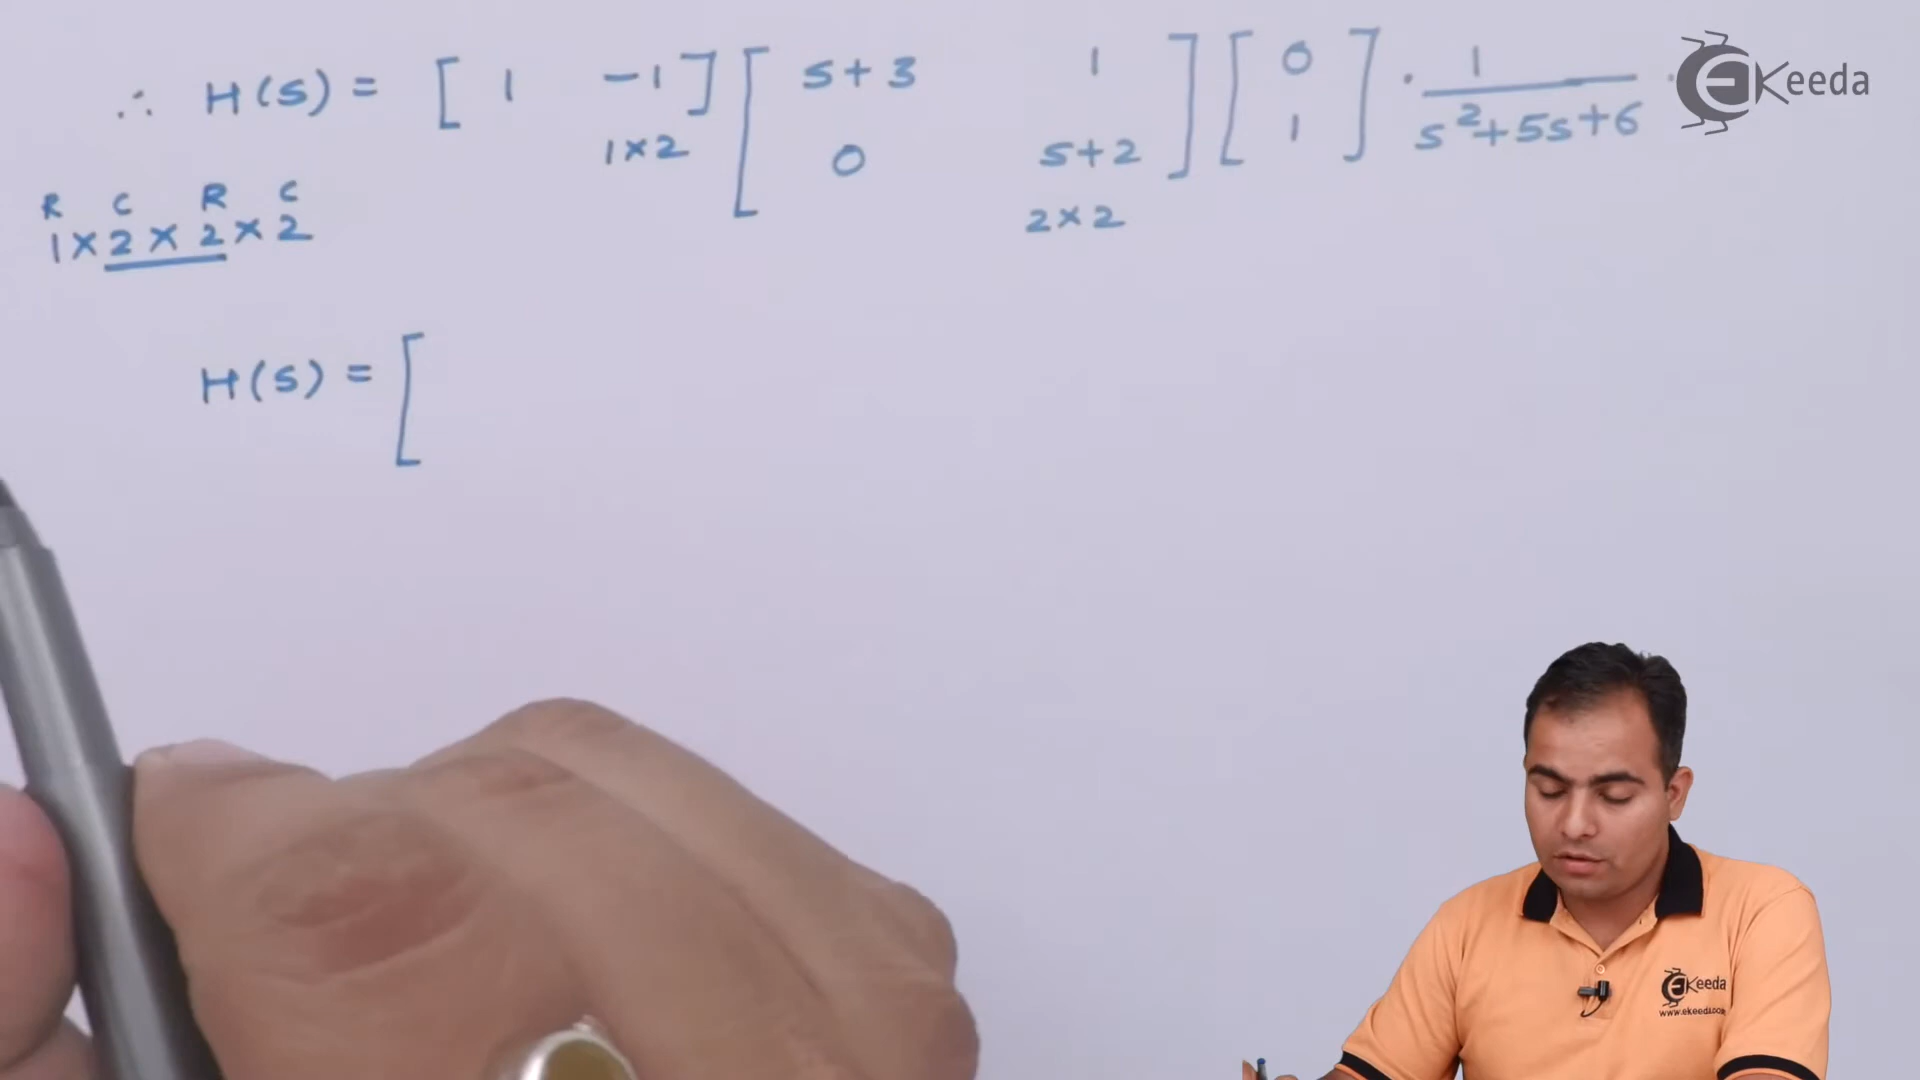 ∴ H(s) = [ 1 -1 ] [ s+3 1 ] [ 0 ] · 1
1×2 0 s+2 1 s²+5s+6
2×2
R C R C
1×2×2×2
H(s) = [
EKeeda
EKeeda
www.ekeeda.com